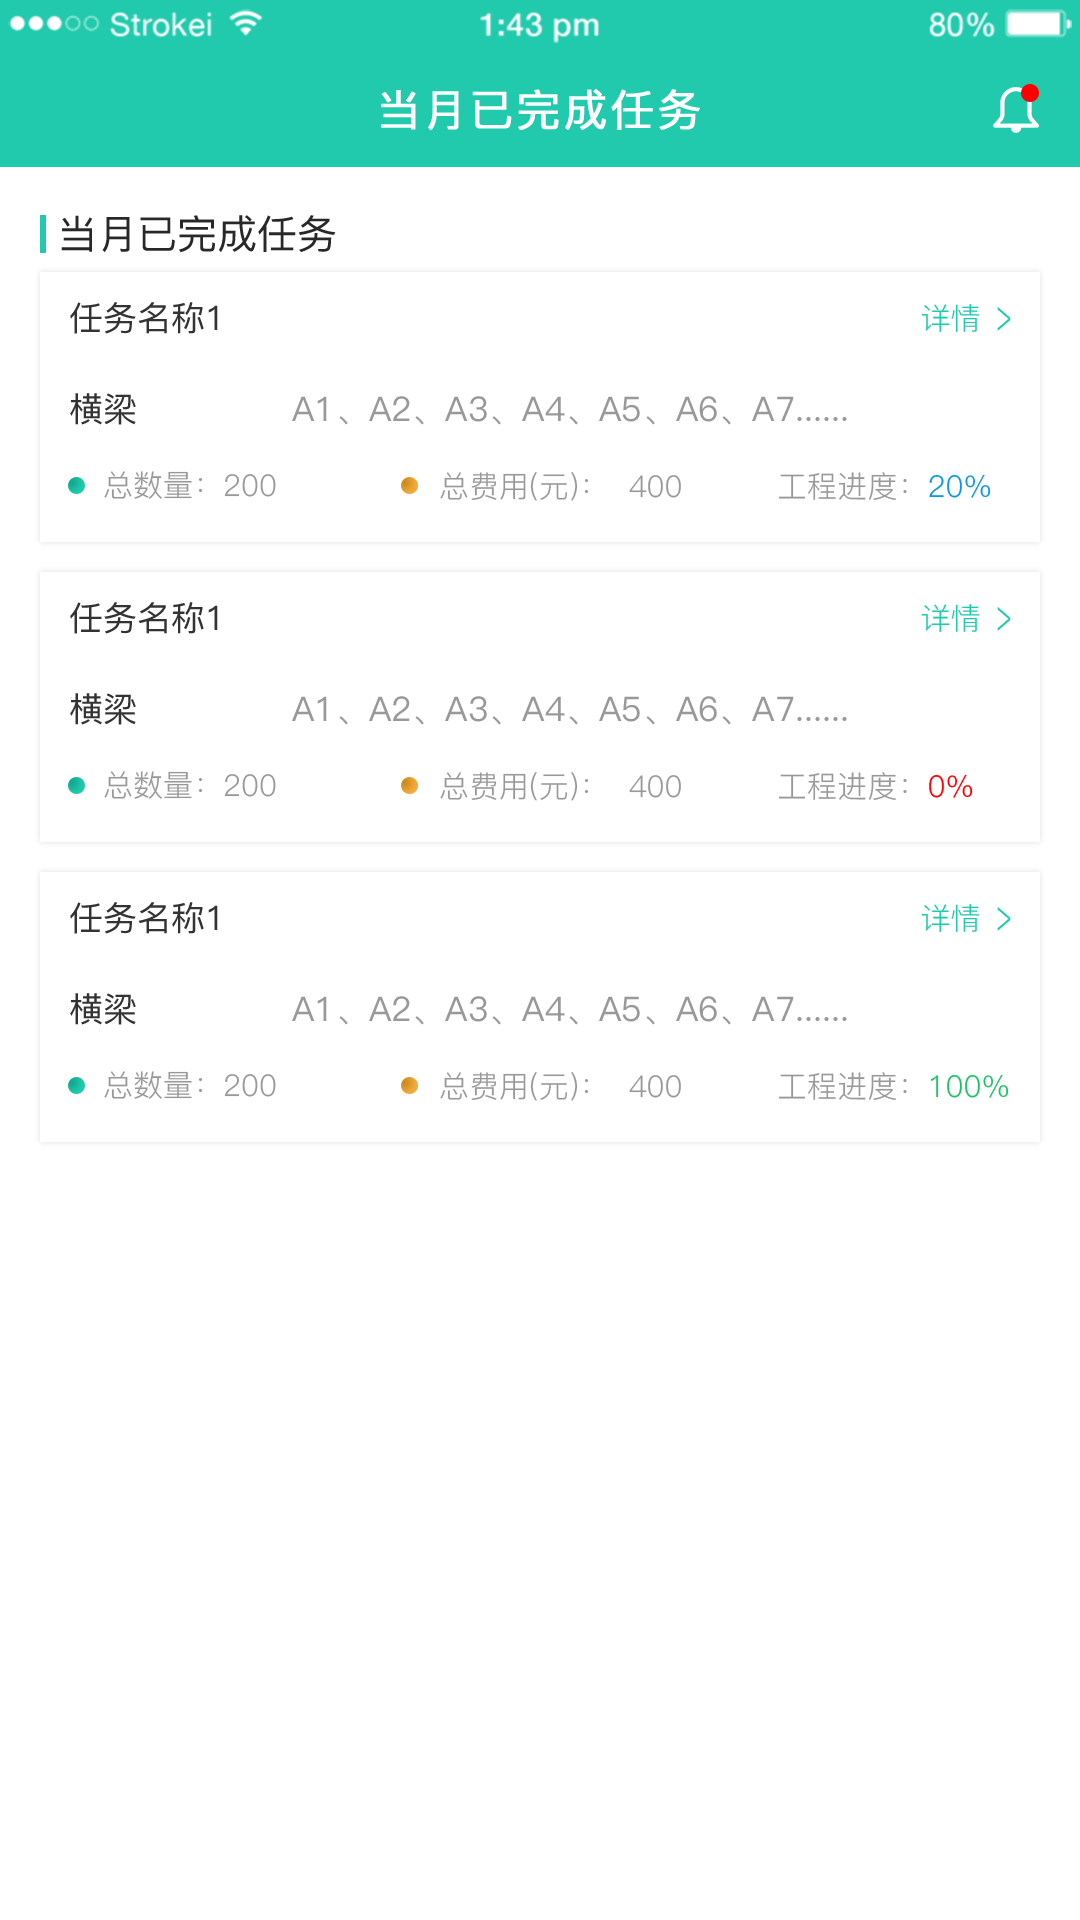 Strokei 1:43 pm 80%
当月已完成任务
当月已完成任务
任务名称1 详情
横梁 A1、A2、A3、A4、A5、A6、A7......
总数量：200 总费用(元)： 400 工程进度：20%
任务名称1 详情
横梁 A1、A2、A3、A4、A5、A6、A7......
总数量：200 总费用(元)： 400 工程进度：0%
任务名称1 详情
横梁 A1、A2、A3、A4、A5、A6、A7......
总数量：200 总费用(元)： 400 工程进度：100%